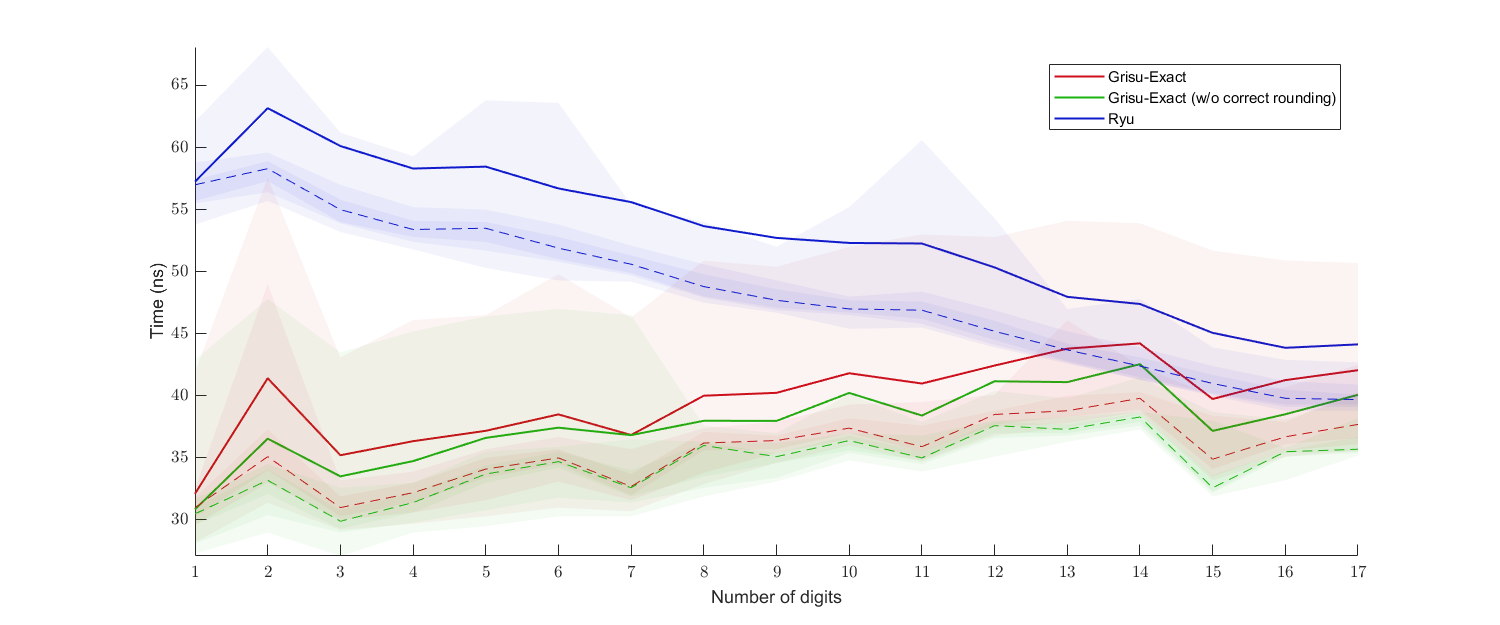 65
60
55
50
45
40
35
30
Time (ns)
Grisu-Exact
Grisu-Exact (w/o correct rounding)
Ryu
1 2 3 4 5 6 7 8 9 10 11 12 13 14 15 16 17
Number of digits